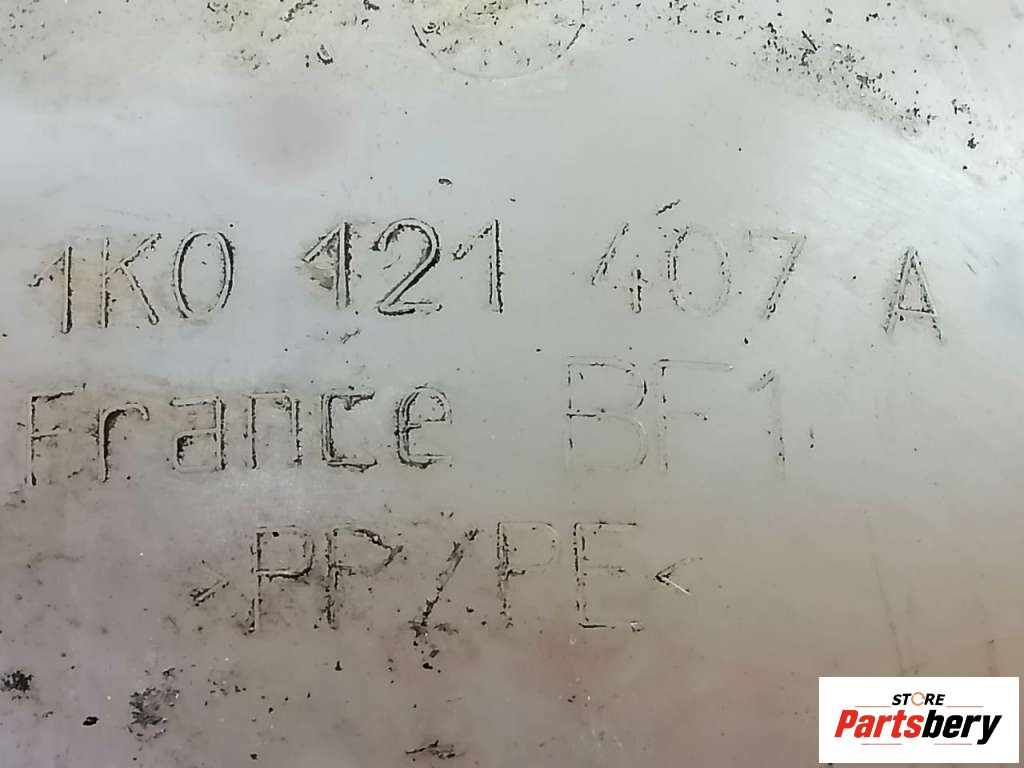 1K0 121 407 A
France BF1
>PP/PE<
STORE
Partsbery